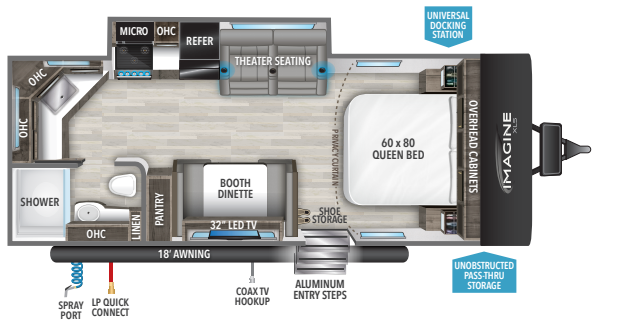 UNIVERSAL
DOCKING
STATION
MICRO
OHC
REFER
THEATER SEATING
OHC
OHC
PRIVACY CURTAIN
60 x 80
QUEEN BED
OVERHEAD CABINETS
IMAGINE
XLS
SHOWER
BOOTH
DINETTE
PANTRY
LINEN
OHC
32" LED TV
SHOE
STORAGE
18' AWNING
SPRAY
PORT
LP QUICK
CONNECT
COAX TV
HOOKUP
ALUMINUM
ENTRY STEPS
UNOBSTRUCTED
PASS-THRU
STORAGE